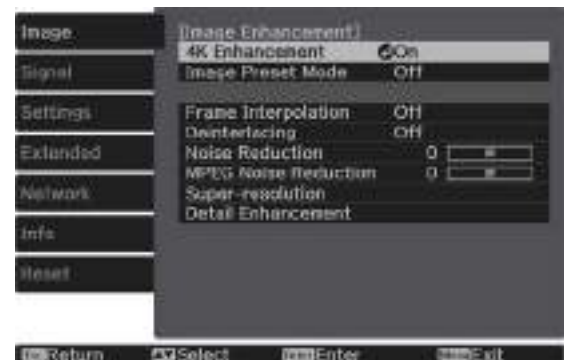 Image
Signal
Settings
Extended
Network
Info
Reset
[Image Enhancement]
4K Enhancement On
Image Preset Mode Off
Frame Interpolation Off
Deinterlacing Off
Noise Reduction 0
MPEG Noise Reduction 0
Super-resolution
Detail Enhancement
Return Select Enter Exit